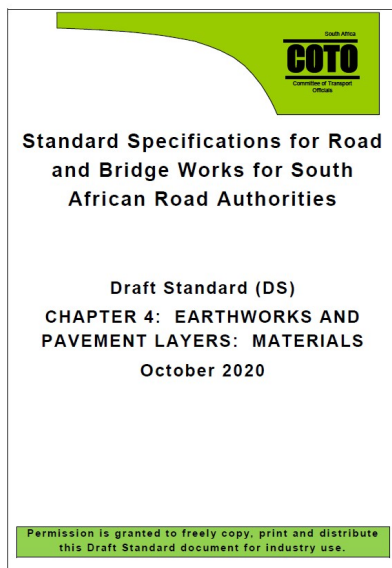 South Africa
COTO
Committee of Transport
Officials
Standard Specifications for Road
and Bridge Works for South
African Road Authorities
Draft Standard (DS)
CHAPTER 4: EARTHWORKS AND
PAVEMENT LAYERS: MATERIALS
October 2020
Permission is granted to freely copy, print and distribute
this Draft Standard document for industry use.